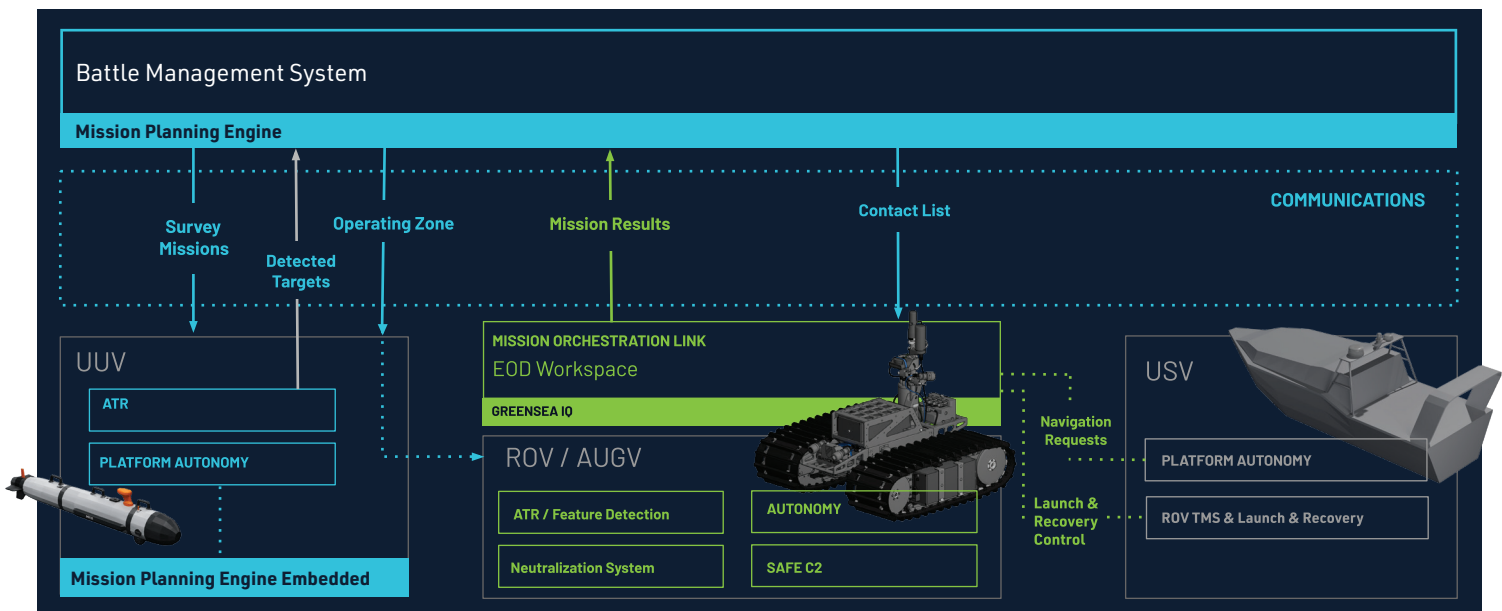 Battle Management System
Mission Planning Engine
COMMUNICATIONS
Survey
Missions
Detected
Targets
Operating Zone
Mission Results
Contact List
UUV
ATR
PLATFORM AUTONOMY
Mission Planning Engine Embedded
MISSION ORCHESTRATION LINK
EOD Workspace
GREENSEA IQ
ROV / AUGV
ATR / Feature Detection
AUTONOMY
Neutralization System
SAFE C2
Navigation
Requests
Launch &
Recovery
Control
USV
PLATFORM AUTONOMY
ROV TMS & Launch & Recovery